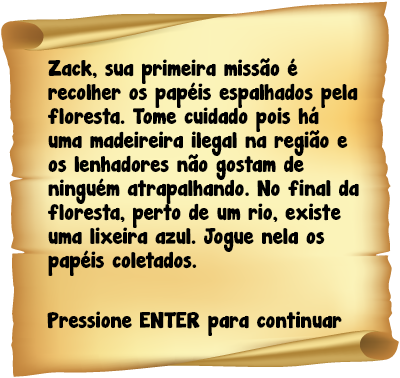 Zack, sua primeira missão é
recolher os papéis espalhados pela
floresta. Tome cuidado pois há
uma madeireira ilegal na região e
os lenhadores não gostam de
ninguém atrapalhando. No final da
floresta, perto de um rio, existe
uma lixeira azul. Jogue nela os
papéis coletados.
Pressione ENTER para continuar